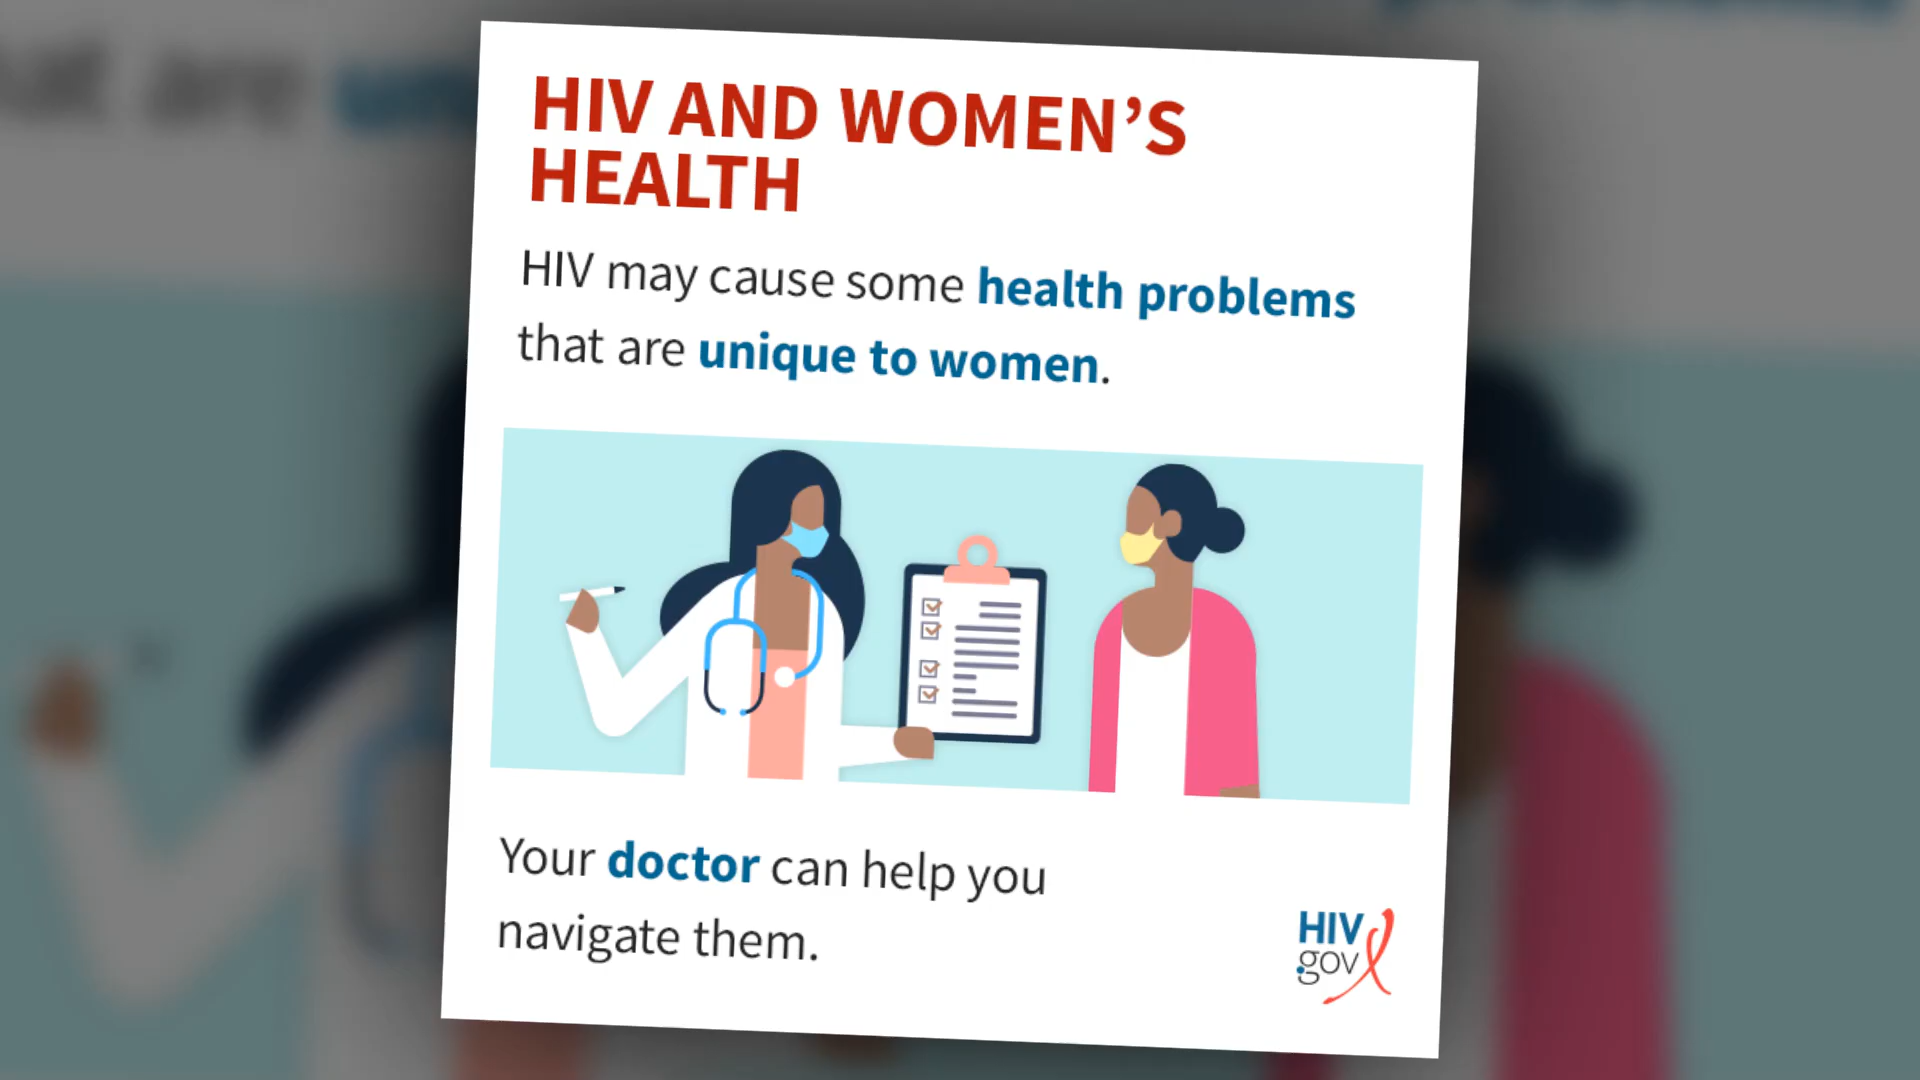 HIV AND WOMEN’S
HEALTH
HIV may cause some health problems
that are unique to women.
Your doctor can help you
navigate them.
HIV
.gov